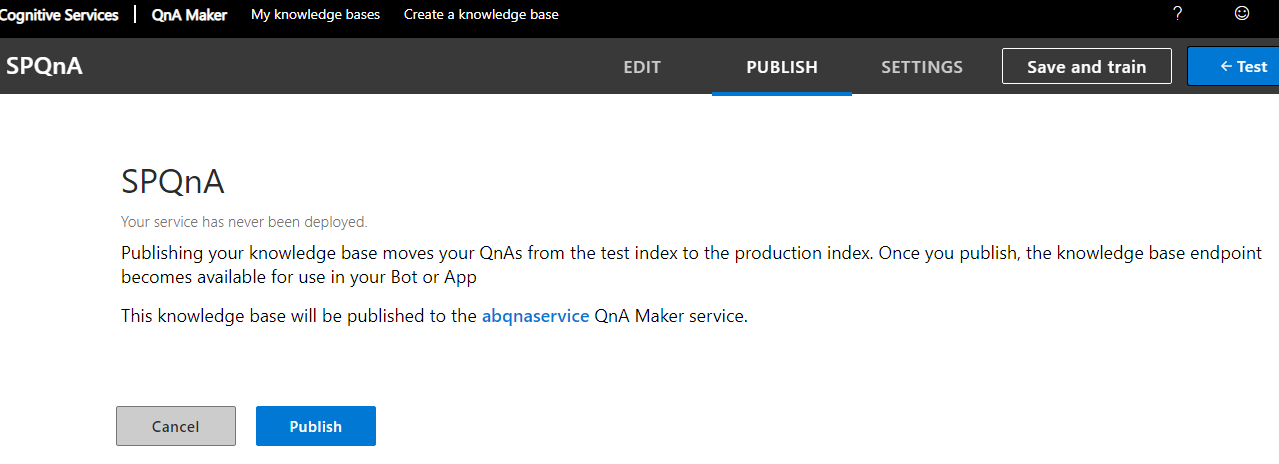 Cognitive Services | QnA Maker My knowledge bases Create a knowledge base ?
SPQnA EDIT PUBLISH SETTINGS Save and train ← Test
SPQnA
Your service has never been deployed.
Publishing your knowledge base moves your QnAs from the test index to the production index. Once you publish, the knowledge base endpoint
becomes available for use in your Bot or App
This knowledge base will be published to the abqnaservice QnA Maker service.
Cancel Publish